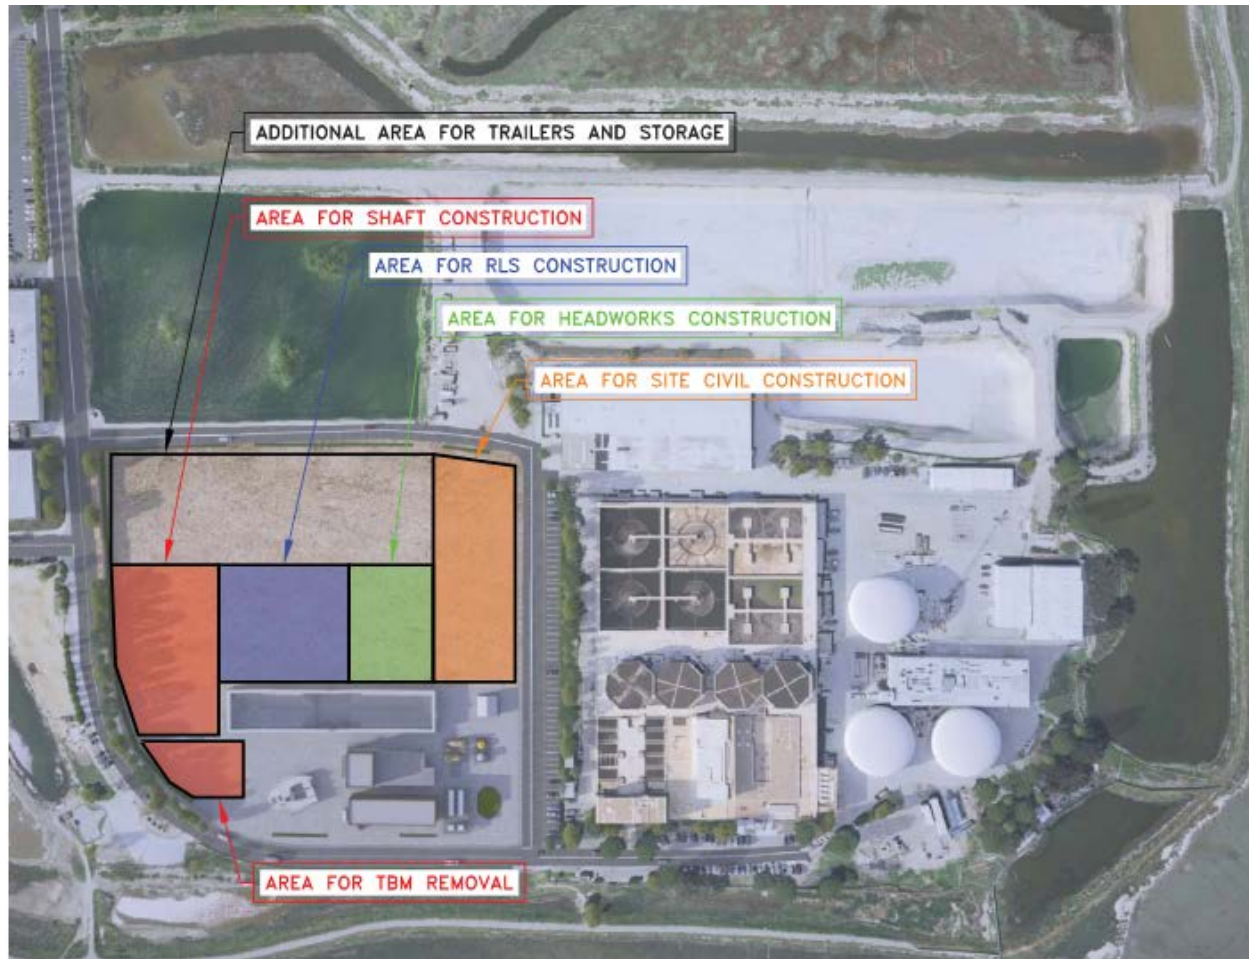 ADDITIONAL AREA FOR TRAILERS AND STORAGE
AREA FOR SHAFT CONSTRUCTION
AREA FOR RLS CONSTRUCTION
AREA FOR HEADWORKS CONSTRUCTION
AREA FOR SITE CIVIL CONSTRUCTION
AREA FOR TBM REMOVAL